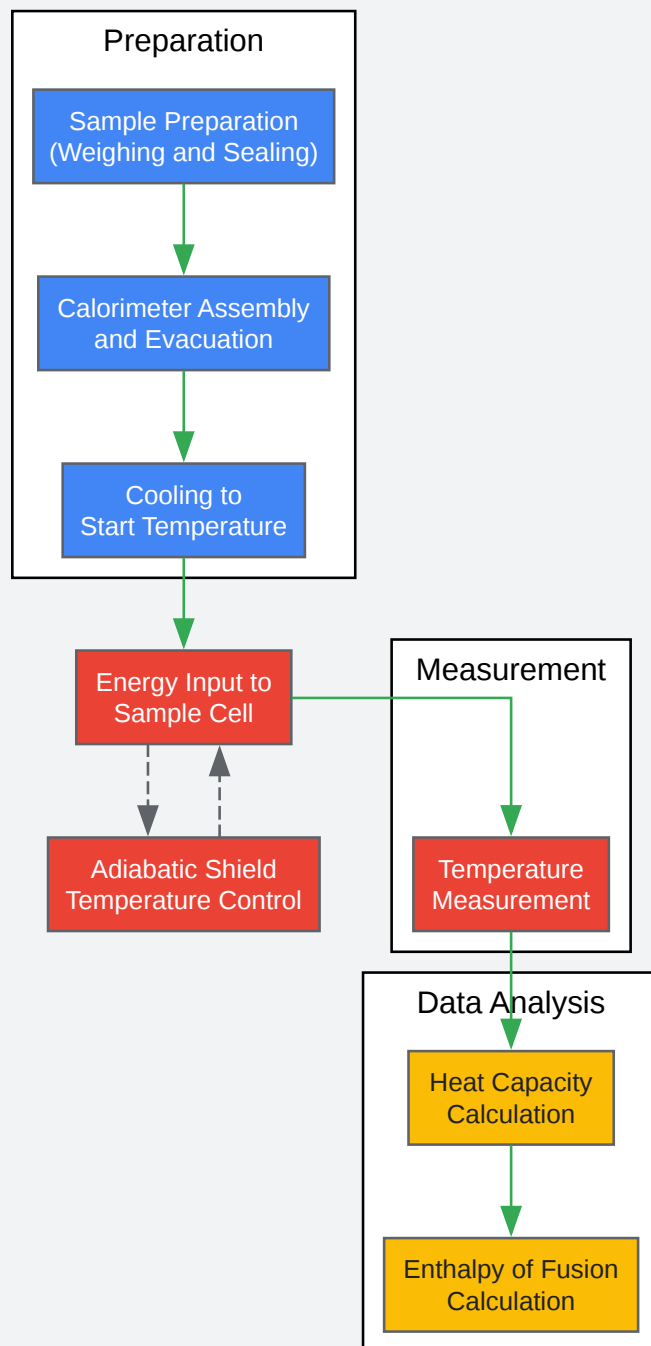 Preparation
Sample Preparation
(Weighing and Sealing)
Calorimeter Assembly
and Evacuation
Cooling to
Start Temperature
Energy Input to
Sample Cell
Adiabatic Shield
Temperature Control
Measurement
Temperature
Measurement
Data Analysis
Heat Capacity
Calculation
Enthalpy of Fusion
Calculation